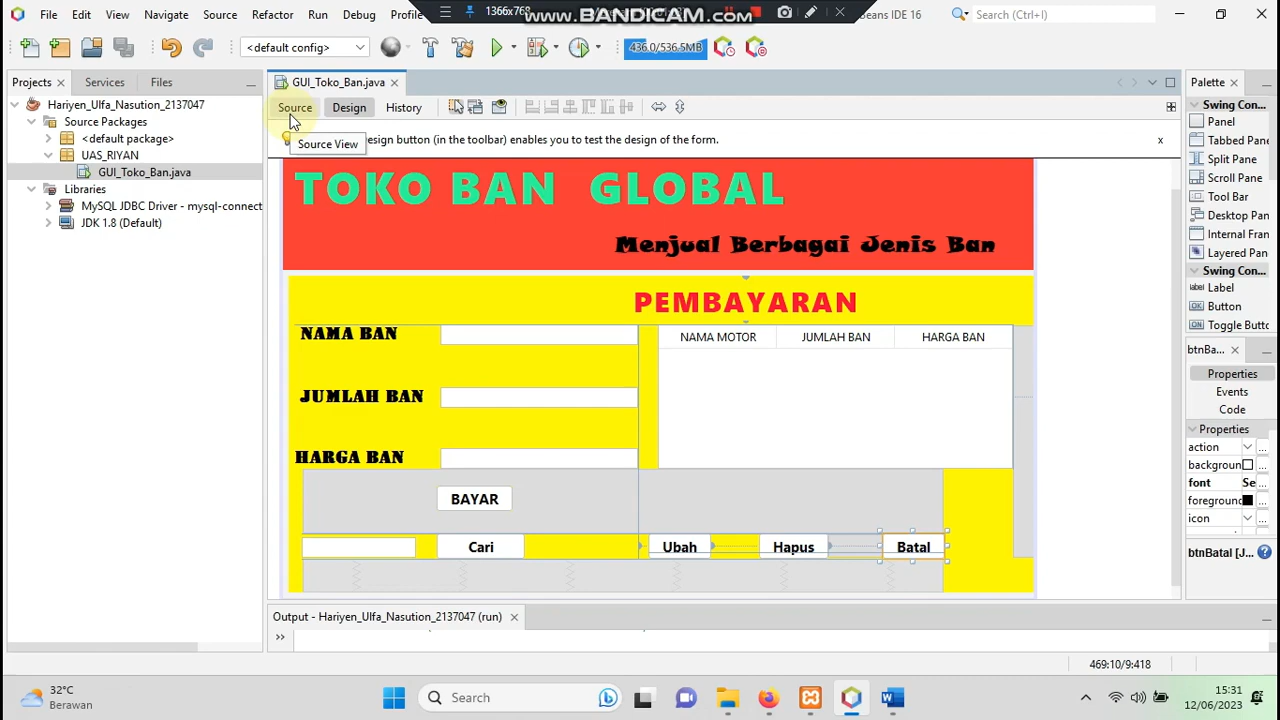 File Edit View Navigate Source Refactor Run Debug Profile
1366x768
www.BANDICAM.com
Beans IDE 16
Search (Ctrl+I)
<default config>
436.0/536.5MB
Projects
Services
Files
GUI_Toko_Ban.java
Palette
Source
Design
History
Source View
esign button (in the toolbar) enables you to test the design of the form.
x
Hariyen_Ulfa_Nasution_2137047
Source Packages
<default package>
UAS_RIYAN
GUI_Toko_Ban.java
Libraries
MySQL JDBC Driver - mysql-connect
JDK 1.8 (Default)
TOKO BAN GLOBAL
Menjual Berbagai Jenis Ban
PEMBAYARAN
NAMA BAN
JUMLAH BAN
HARGA BAN
NAMA MOTOR
JUMLAH BAN
HARGA BAN
BAYAR
Cari
Ubah
Hapus
Batal
Swing Con...
Panel
Tabbed Pane
Split Pane
Scroll Pane
Tool Bar
Desktop Pan
Internal Fran
Layered Pane
Swing Con...
Label
Button
Toggle Butto
btnBa...
Properties
Events
Code
Properties
action
backgroun
font
Se
foreground
icon
btnBatal [J...
Output - Hariyen_Ulfa_Nasution_2137047 (run)
469:10/9:418
32°C
Berawan
Search
15:31
12/06/2023